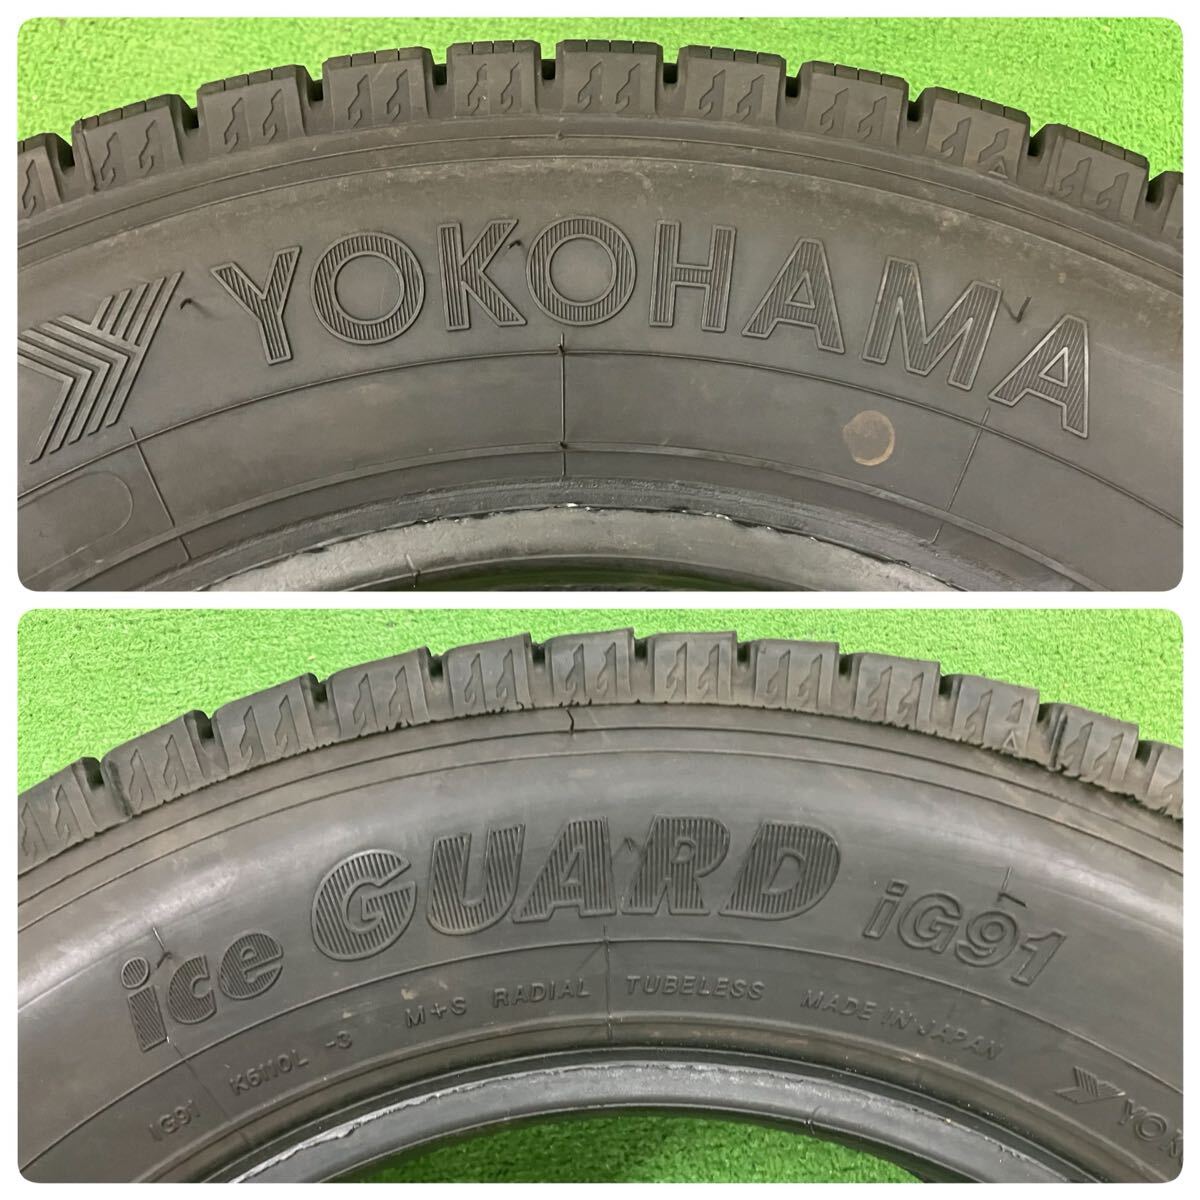 YOKOHAMA
ice GUARD iG91
IG91 K6110L -3 M+S RADIAL TUBELESS MADE IN JAPAN